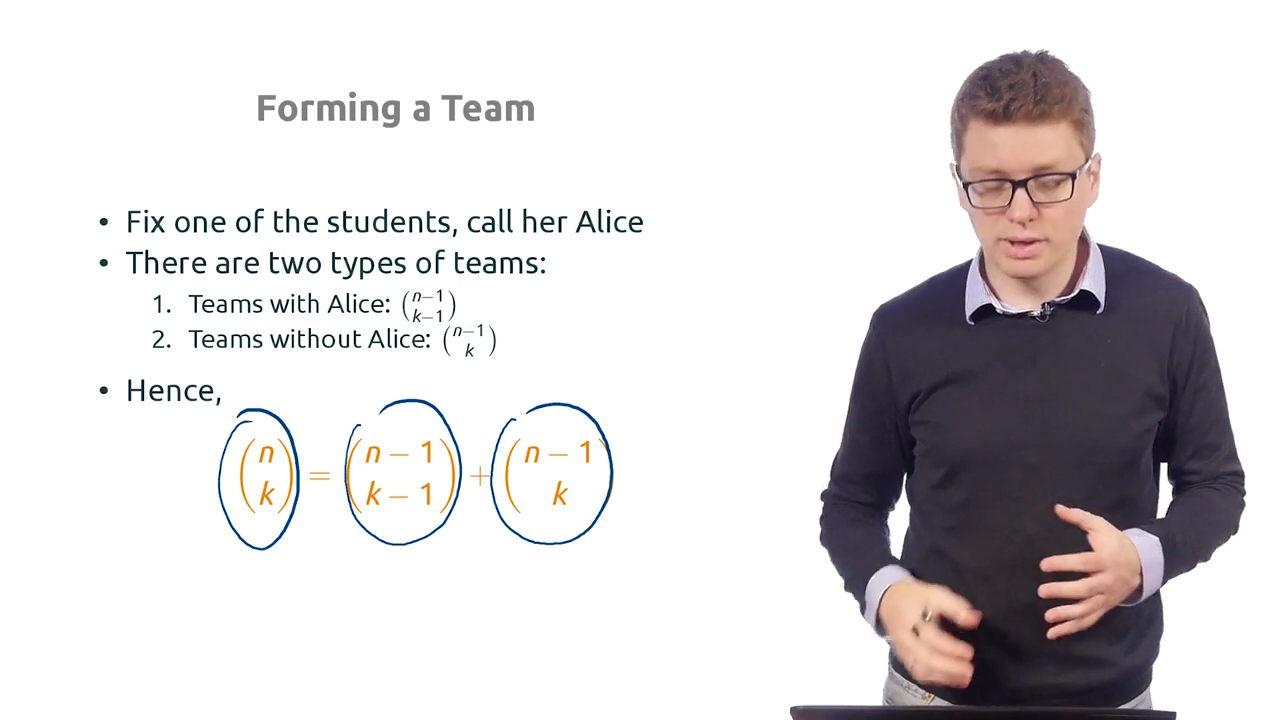 Forming a Team
• Fix one of the students, call her Alice
• There are two types of teams:
1. Teams with Alice: (n−1 k−1)
2. Teams without Alice: (n−1 k)
• Hence,
(n k) = (n − 1 k − 1) + (n − 1 k)